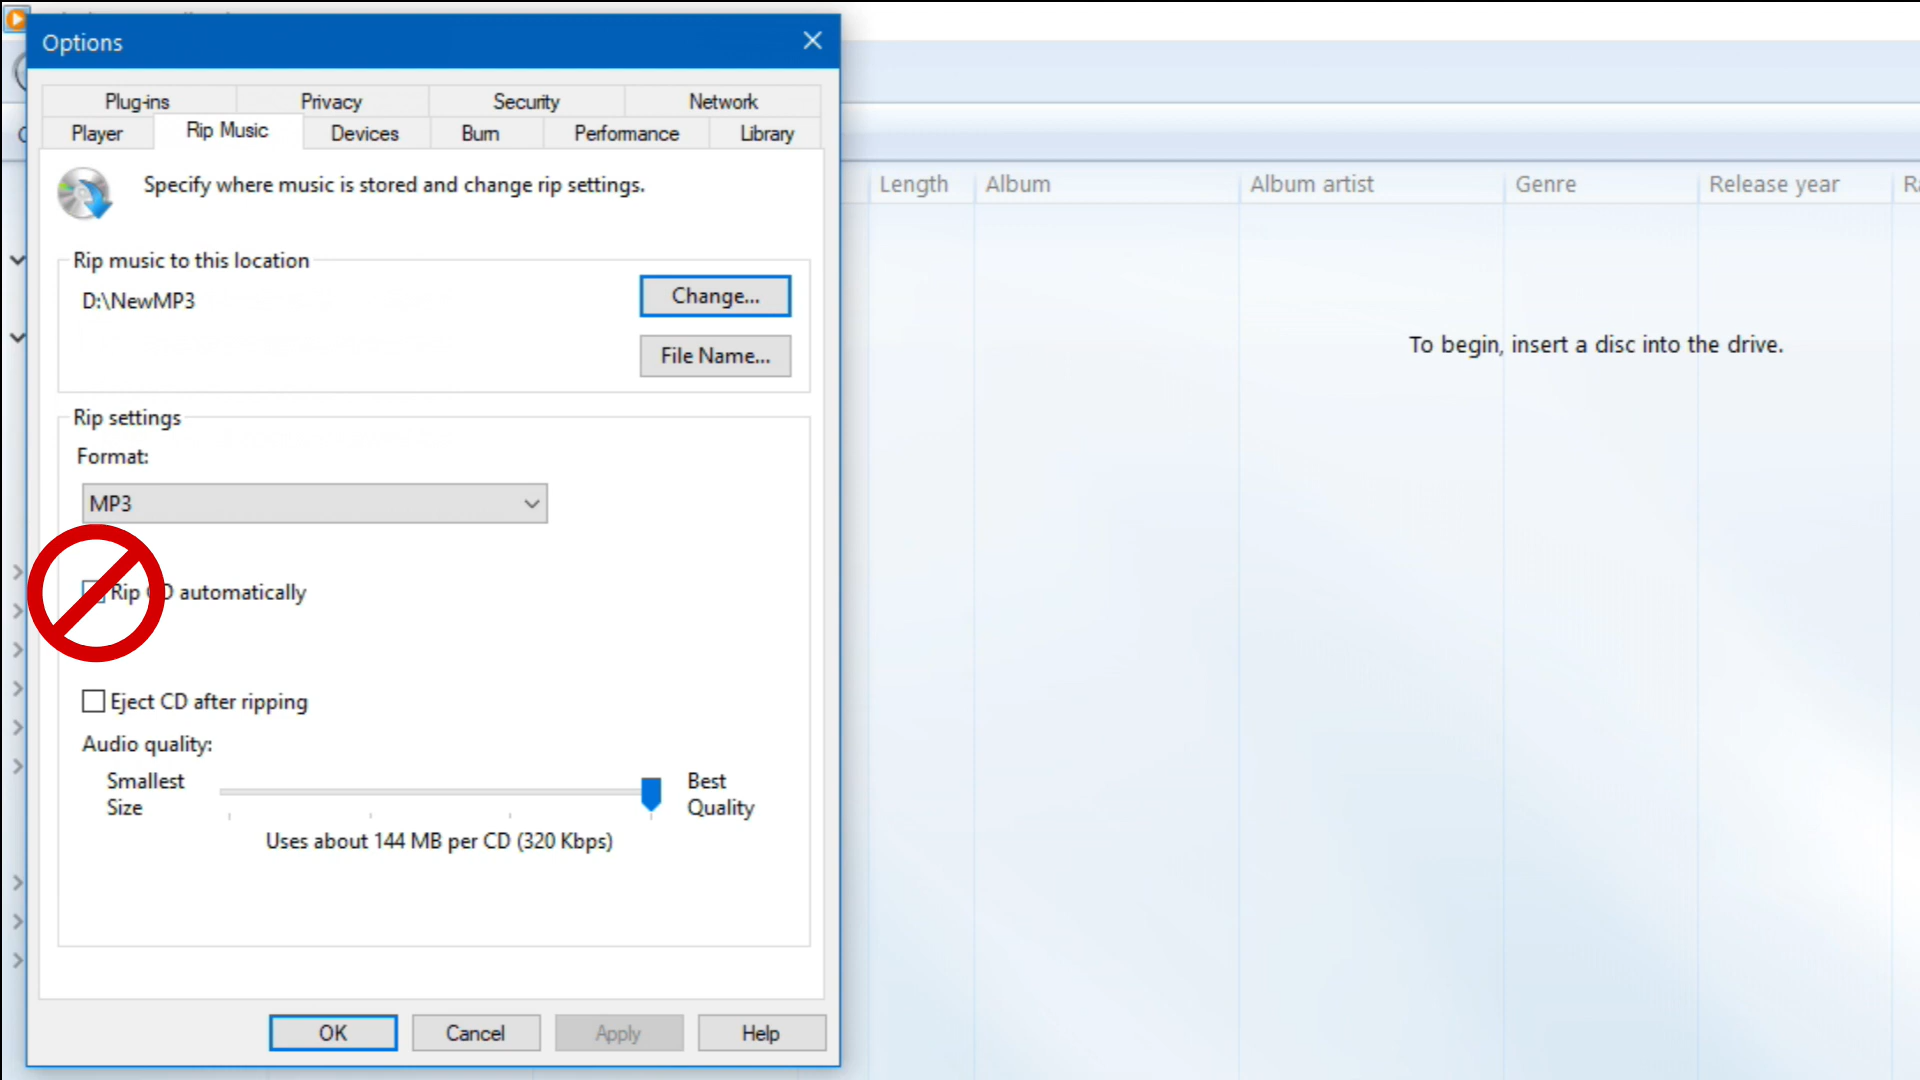 Options
Plug-ins Privacy Security Network
Player Rip Music Devices Burn Performance Library
Specify where music is stored and change rip settings.
Rip music to this location
D:\NewMP3
Change...
File Name...
Rip settings
Format:
MP3
Rip CD automatically
Eject CD after ripping
Audio quality:
Smallest Size
Best Quality
Uses about 144 MB per CD (320 Kbps)
OK Cancel Apply Help
Length Album Album artist Genre Release year
To begin, insert a disc into the drive.